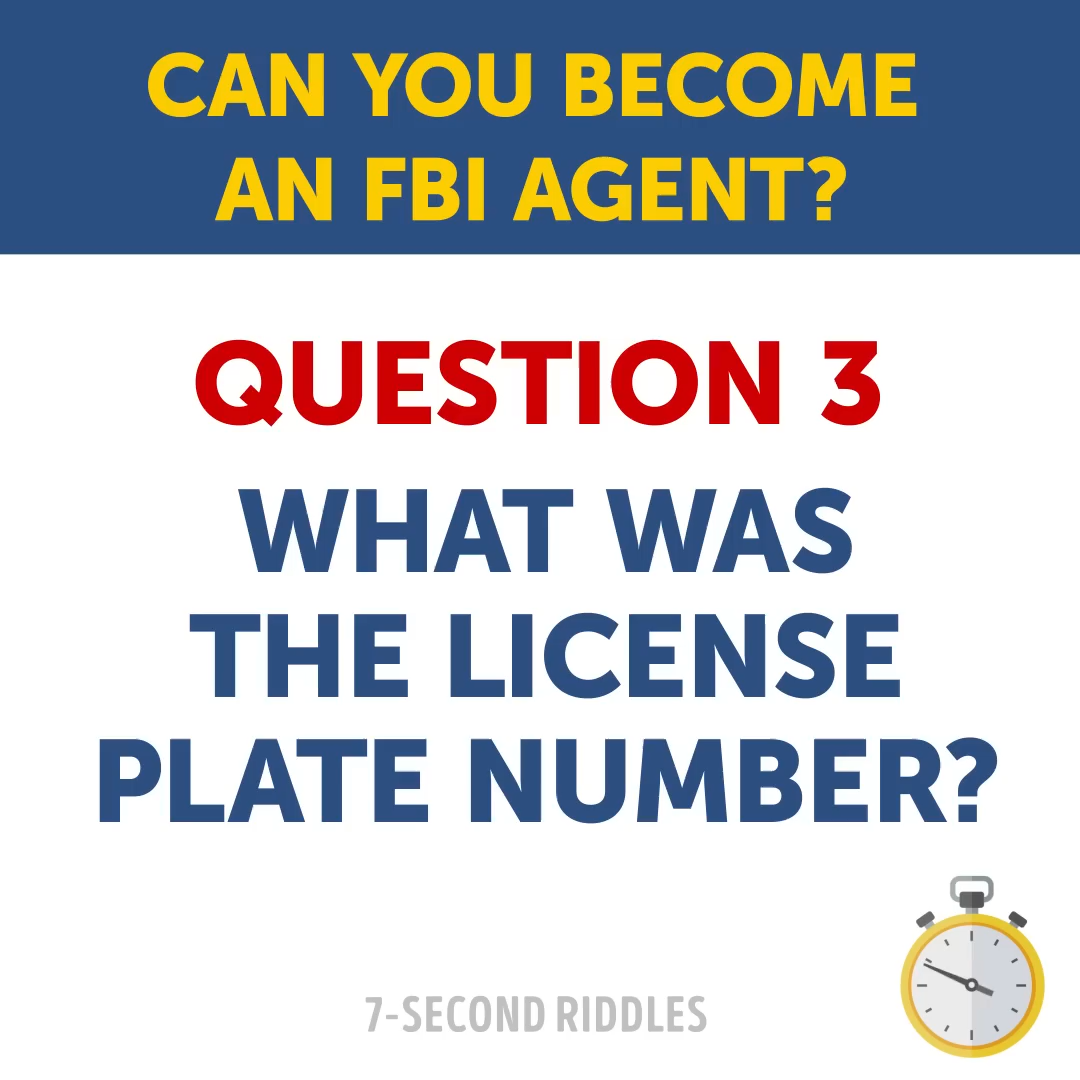 CAN YOU BECOME
AN FBI AGENT?
QUESTION 3
WHAT WAS
THE LICENSE
PLATE NUMBER?
7-SECOND RIDDLES